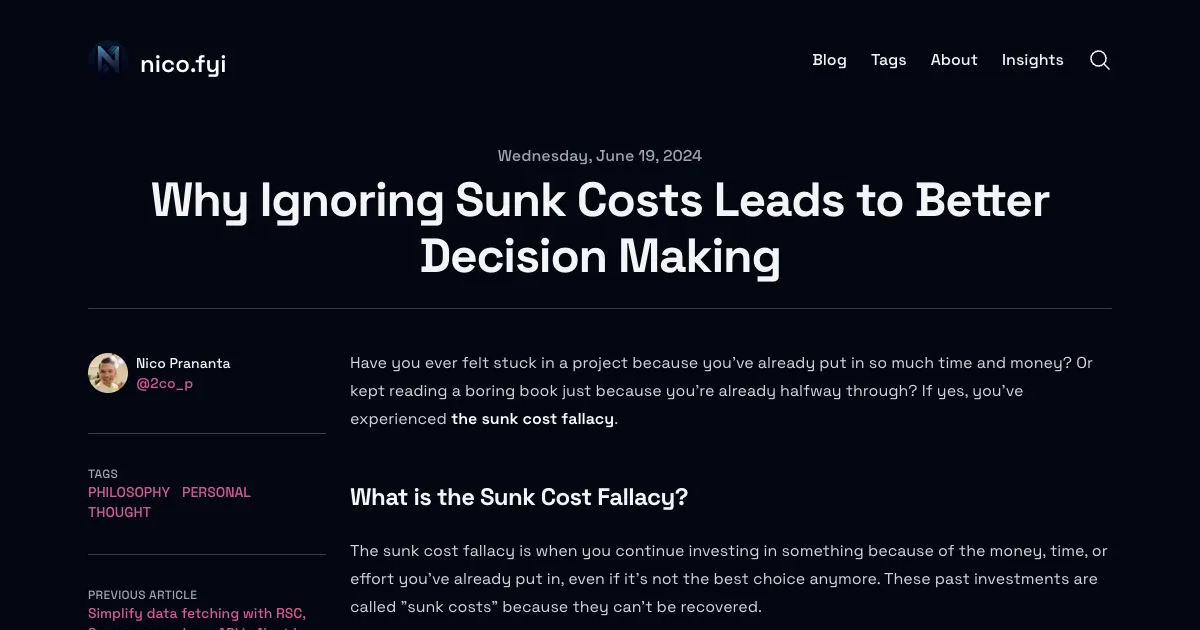 nico.fyi
Blog Tags About Insights
Wednesday, June 19, 2024
Why Ignoring Sunk Costs Leads to Better
Decision Making
Nico Prananta
@2co_p
TAGS
PHILOSOPHY PERSONAL
THOUGHT
PREVIOUS ARTICLE
Simplify data fetching with RSC,
Have you ever felt stuck in a project because you've already put in so much time and money? Or
kept reading a boring book just because you're already halfway through? If yes, you've
experienced the sunk cost fallacy.
What is the Sunk Cost Fallacy?
The sunk cost fallacy is when you continue investing in something because of the money, time, or
effort you've already put in, even if it's not the best choice anymore. These past investments are
called "sunk costs" because they can't be recovered.